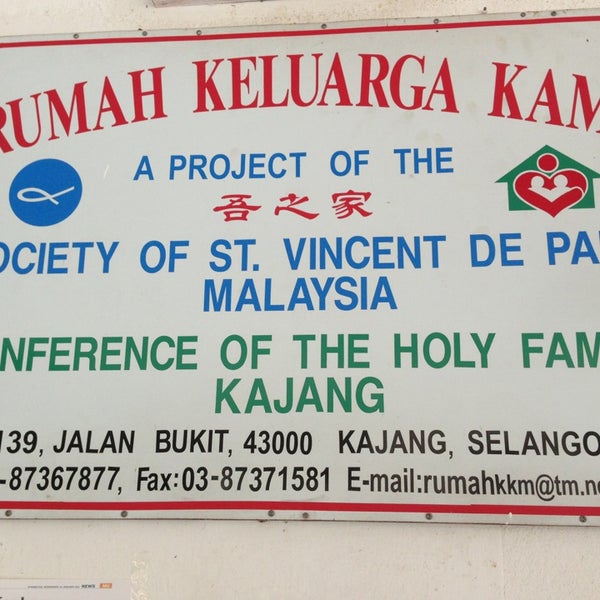 RUMAH KELUARGA KAM
A PROJECT OF THE
吾之家
OCIETY OF ST. VINCENT DE PA
MALAYSIA
NFERENCE OF THE HOLY FAM
KAJANG
139, JALAN BUKIT, 43000 KAJANG, SELANGO
-87367877, Fax:03-87371581 E-mail:rumahkkm@tm.ne
NEWS